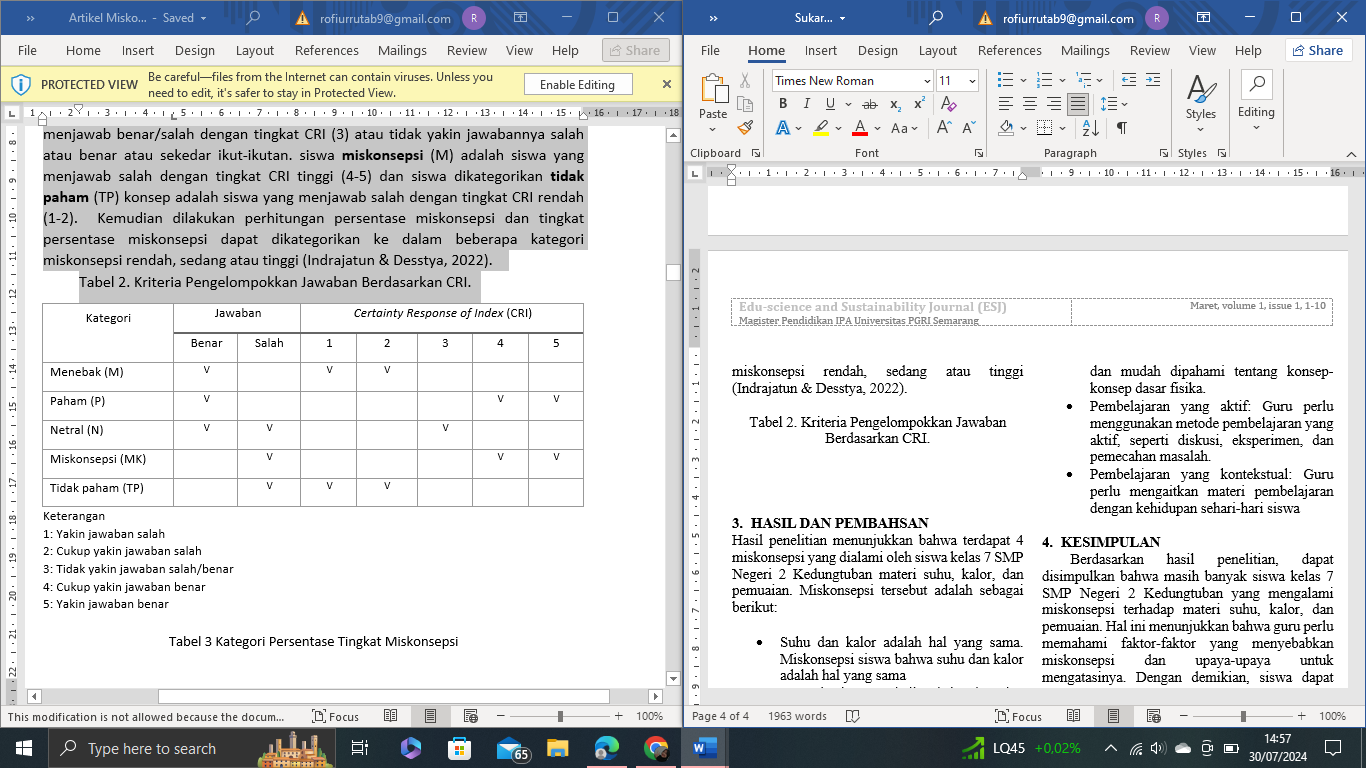 Artikel Misko... - Saved
rofiurrutab9@gmail.com
R
File Home Insert Design Layout References Mailings Review View Help Share
PROTECTED VIEW
Be careful—files from the Internet can contain viruses. Unless you
need to edit, it's safer to stay in Protected View.
Enable Editing
menjawab benar/salah dengan tingkat CRI (3) atau tidak yakin jawabannya salah
atau benar atau sekedar ikut-ikutan. siswa miskonsepsi (M) adalah siswa yang
menjawab salah dengan tingkat CRI tinggi (4-5) dan siswa dikategorikan tidak
paham (TP) konsep adalah siswa yang menjawab salah dengan tingkat CRI rendah
(1-2). Kemudian dilakukan perhitungan persentase miskonsepsi dan tingkat
persentase miskonsepsi dapat dikategorikan ke dalam beberapa kategori
miskonsepsi rendah, sedang atau tinggi (Indrajatun & Desstya, 2022).
Tabel 2. Kriteria Pengelompokkan Jawaban Berdasarkan CRI.
Kategori Jawaban Certainty Response of Index (CRI)
Benar Salah 1 2 3 4 5
Menebak (M) V V V
Paham (P) V V V
Netral (N) V V V
Miskonsepsi (MK) V V V
Tidak paham (TP) V V V
Keterangan
1: Yakin jawaban salah
2: Cukup yakin jawaban salah
3: Tidak yakin jawaban salah/benar
4: Cukup yakin jawaban benar
5: Yakin jawaban benar
Tabel 3 Kategori Persentase Tingkat Miskonsepsi
This modification is not allowed because the docum...
Focus
100%
Sukar...
rofiurrutab9@gmail.com
R
File Home Insert Design Layout References Mailings Review View Help Share
Times New Roman 11
Paste
Clipboard Font Paragraph Styles Styles Editing
Edu-science and Sustainability Journal (ESJ)
Magister Pendidikan IPA Universitas PGRI Semarang
Maret, volume 1, issue 1, 1-10
miskonsepsi rendah, sedang atau tinggi
(Indrajatun & Desstya, 2022).
Tabel 2. Kriteria Pengelompokkan Jawaban
Berdasarkan CRI.
3. HASIL DAN PEMBAHSAN
Hasil penelitian menunjukkan bahwa terdapat 4
miskonsepsi yang dialami oleh siswa kelas 7 SMP
Negeri 2 Kedungtuban materi suhu, kalor, dan
pemuaian. Miskonsepsi tersebut adalah sebagai
berikut:
• Suhu dan kalor adalah hal yang sama.
Miskonsepsi siswa bahwa suhu dan kalor
adalah hal yang sama
dan mudah dipahami tentang konsep-
konsep dasar fisika.
• Pembelajaran yang aktif: Guru perlu
menggunakan metode pembelajaran yang
aktif, seperti diskusi, eksperimen, dan
pemecahan masalah.
• Pembelajaran yang kontekstual: Guru
perlu mengaitkan materi pembelajaran
dengan kehidupan sehari-hari siswa
4. KESIMPULAN
Berdasarkan hasil penelitian, dapat
disimpulkan bahwa masih banyak siswa kelas 7
SMP Negeri 2 Kedungtuban yang mengalami
miskonsepsi terhadap materi suhu, kalor, dan
pemuaian. Hal ini menunjukkan bahwa guru perlu
memahami faktor-faktor yang menyebabkan
miskonsepsi dan upaya-upaya untuk
mengatasinya. Dengan demikian, siswa dapat
Page 4 of 4 1963 words
Focus
100%
Type here to search
65
LQ45 +0,02%
14:57
30/07/2024